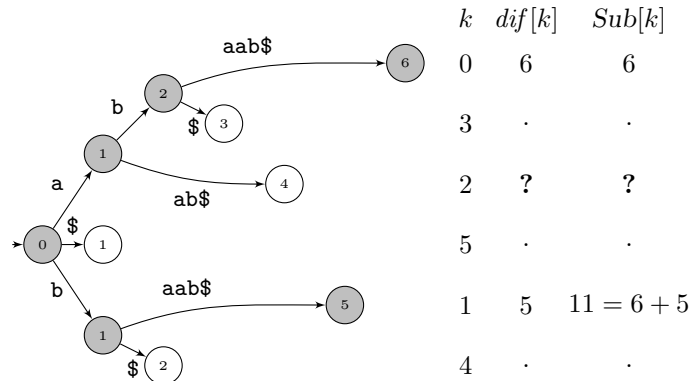 k dif[k] Sub[k]
aab$
6
0 6 6
2
b
$
3
3 . .
1
a
ab$
4
2 ? ?
$
0
1
5 . .
b
aab$
5
1 5 11 = 6 + 5
1
$
2
4 . .